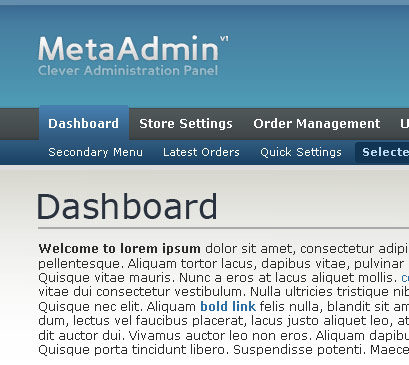 MetaAdmin v1
Clever Administration Panel
Dashboard Store Settings Order Management
Secondary Menu Latest Orders Quick Settings Selecte
Dashboard
Welcome to lorem ipsum dolor sit amet, consectetur adipi
pellentesque. Aliquam tortor lacus, dapibus vitae, pulvinar
Quisque vitae mauris. Nunc a eros at lacus aliquet mollis.
vitae dui consectetur vestibulum. Nulla ultricies tristique nib
Quisque nec elit. Aliquam bold link felis nulla, blandit sit am
dum, lectus vel faucibus placerat, lacus justo aliquet leo, at
dit auctor dui. Vivamus auctor leo non eros. Aliquam dapibu
Quisque porta tincidunt libero. Suspendisse potenti. Maece